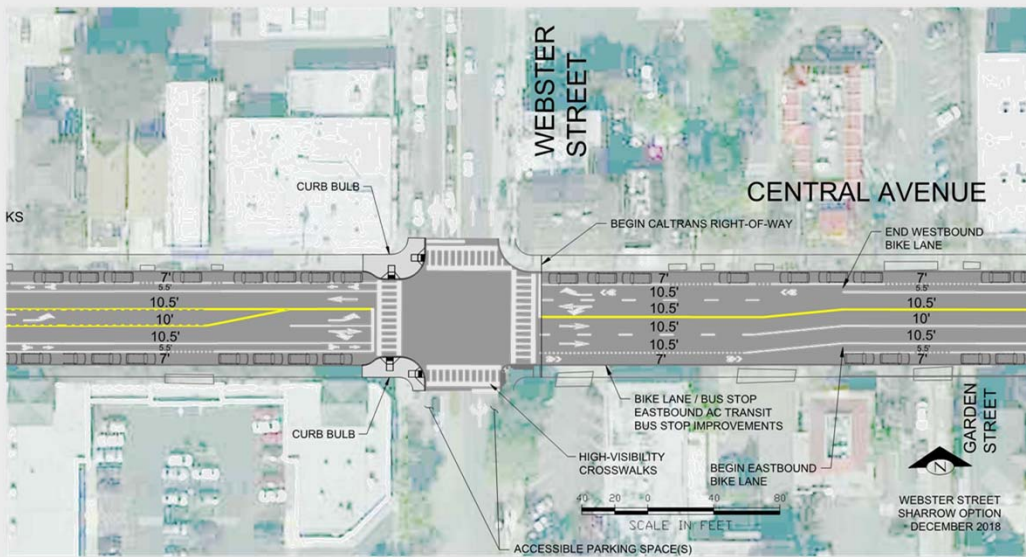 WEBSTER
STREET
CENTRAL AVENUE
CURB BULB
KS
BEGIN CALTRANS RIGHT-OF-WAY
END WESTBOUND
BIKE LANE
7'
5.5'
10.5'
10'
10.5'
5.5'
7'
7'
5.5'
10.5'
10.5'
10.5'
10.5'
7'
7'
BIKE LANE / BUS STOP
EASTBOUND AC TRANSIT
BUS STOP IMPROVEMENTS
CURB BULB
HIGH-VISIBILITY
CROSSWALKS
BEGIN EASTBOUND
BIKE LANE
GARDEN
STREET
N
40 20 0 40 80
SCALE IN FEET
WEBSTER STREET
SHARROW OPTION
DECEMBER 2018
ACCESSIBLE PARKING SPACE(S)